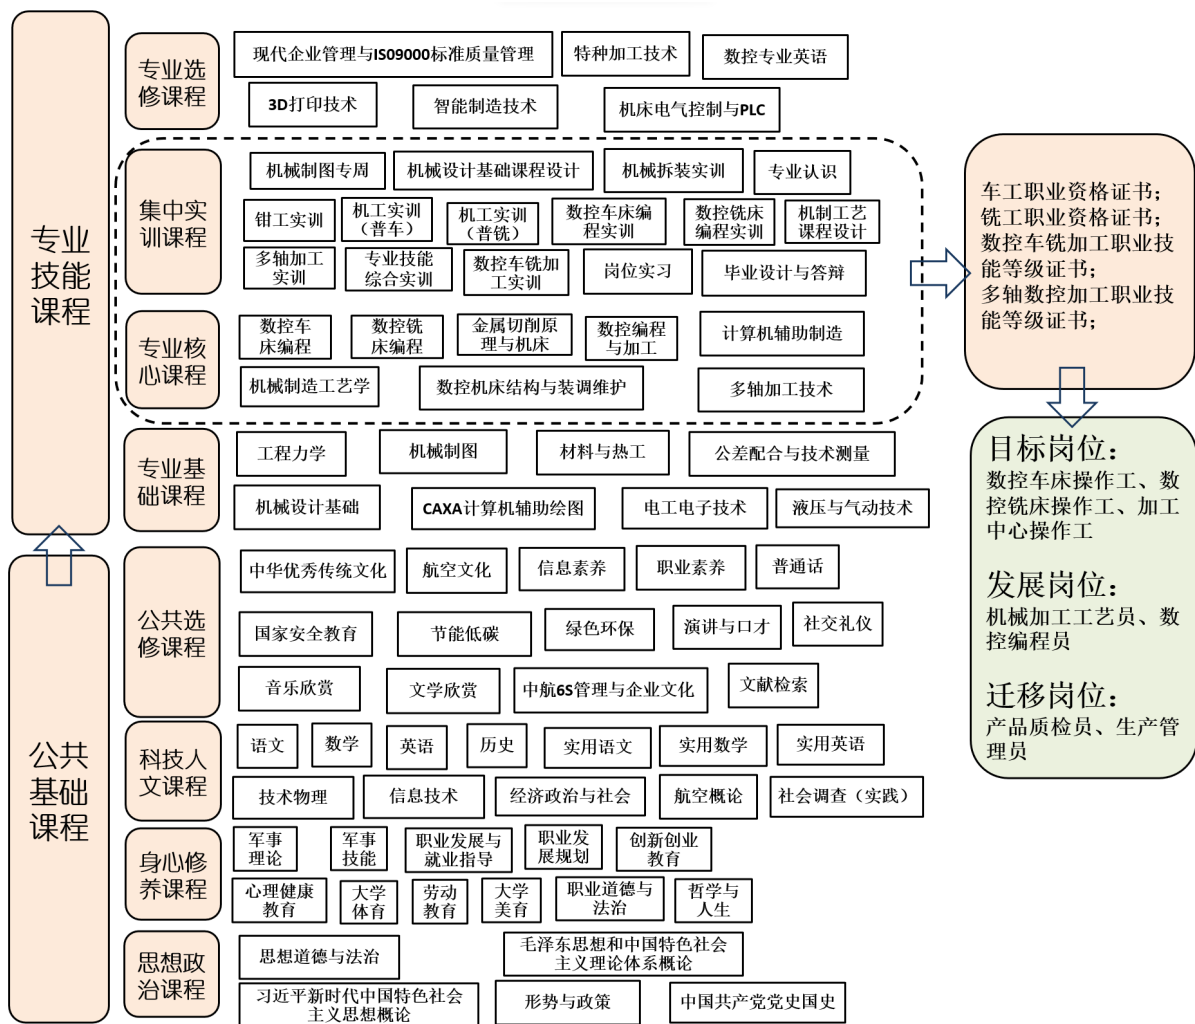 专业
技能
课程
专业选
修课程
现代企业管理与IS09000标准质量管理
特种加工技术
数控专业英语
3D打印技术
智能制造技术
机床电气控制与PLC
集中实
训课程
机械制图专周
机械设计基础课程设计
机械拆装实训
专业认识
钳工实训
机工实训
（普车）
机工实训
（普铣）
数控车床编
程实训
数控铣床
编程实训
机制工艺
课程设计
多轴加工
实训
专业技能
综合实训
数控车铣加
工实训
岗位实习
毕业设计与答辩
专业核
心课程
数控车
床编程
数控铣
床编程
金属切削原
理与机床
数控编程
与加工
计算机辅助制造
机械制造工艺学
数控机床结构与装调维护
多轴加工技术
专业基
础课程
工程力学
机械制图
材料与热工
公差配合与技术测量
机械设计基础
CAXA计算机辅助绘图
电工电子技术
液压与气动技术
公共
基础
课程
公共选
修课程
中华优秀传统文化
航空文化
信息素养
职业素养
普通话
国家安全教育
节能低碳
绿色环保
演讲与口才
社交礼仪
音乐欣赏
文学欣赏
中航6S管理与企业文化
文献检索
科技人
文课程
语文
数学
英语
历史
实用语文
实用数学
实用英语
技术物理
信息技术
经济政治与社会
航空概论
社会调查（实践）
身心修
养课程
军事
理论
军事
技能
职业发展与
就业指导
职业发
展规划
创新创业
教育
心理健康
教育
大学
体育
劳动
教育
大学
美育
职业道德与
法治
哲学与
人生
思想政
治课程
思想道德与法治
毛泽东思想和中国特色社会
主义理论体系概论
习近平新时代中国特色社会
主义思想概论
形势与政策
中国共产党党史国史
车工职业资格证书；
铣工职业资格证书；
数控车铣加工职业技
能等级证书；
多轴数控加工职业技
能等级证书；
目标岗位：
数控车床操作工、数
控铣床操作工、加工
中心操作工
发展岗位：
机械加工工艺员、数
控编程员
迁移岗位：
产品质检员、生产管
理员